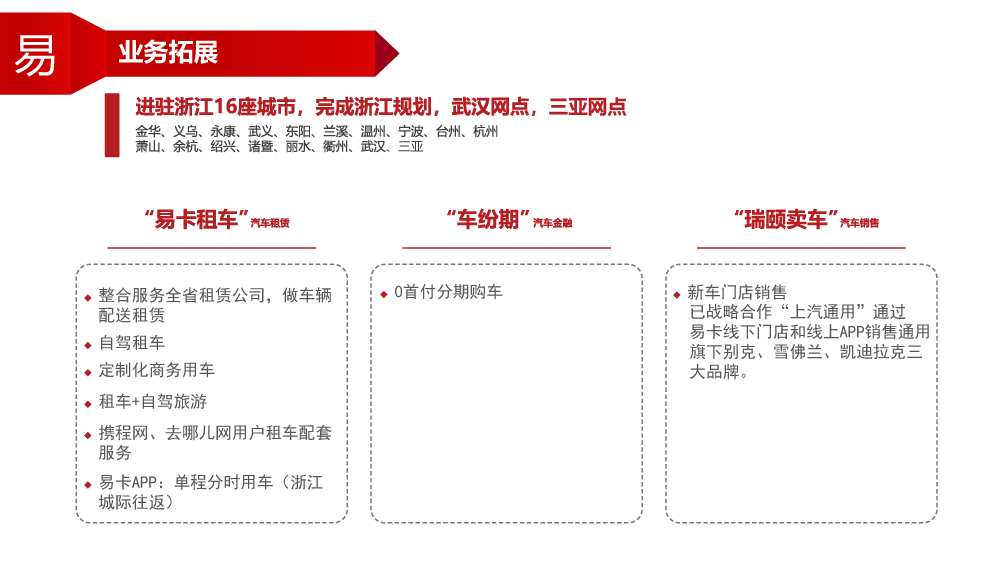 易
业务拓展
进驻浙江16座城市，完成浙江规划，武汉网点，三亚网点
金华、义乌、永康、武义、东阳、兰溪、温州、宁波、台州、杭州
萧山、余杭、绍兴、诸暨、丽水、衢州、武汉、三亚
“易卡租车”汽车租赁
整合服务全省租赁公司，做车辆
配送租赁
自驾租车
定制化商务用车
租车+自驾旅游
携程网、去哪儿网用户租车配套
服务
易卡APP：单程分时用车（浙江
城际往返）
“车纷期”汽车金融
0首付分期购车
“瑞颐卖车”汽车销售
新车门店销售
已战略合作“上汽通用”通过
易卡线下门店和线上APP销售通用
旗下别克、雪佛兰、凯迪拉克三
大品牌。